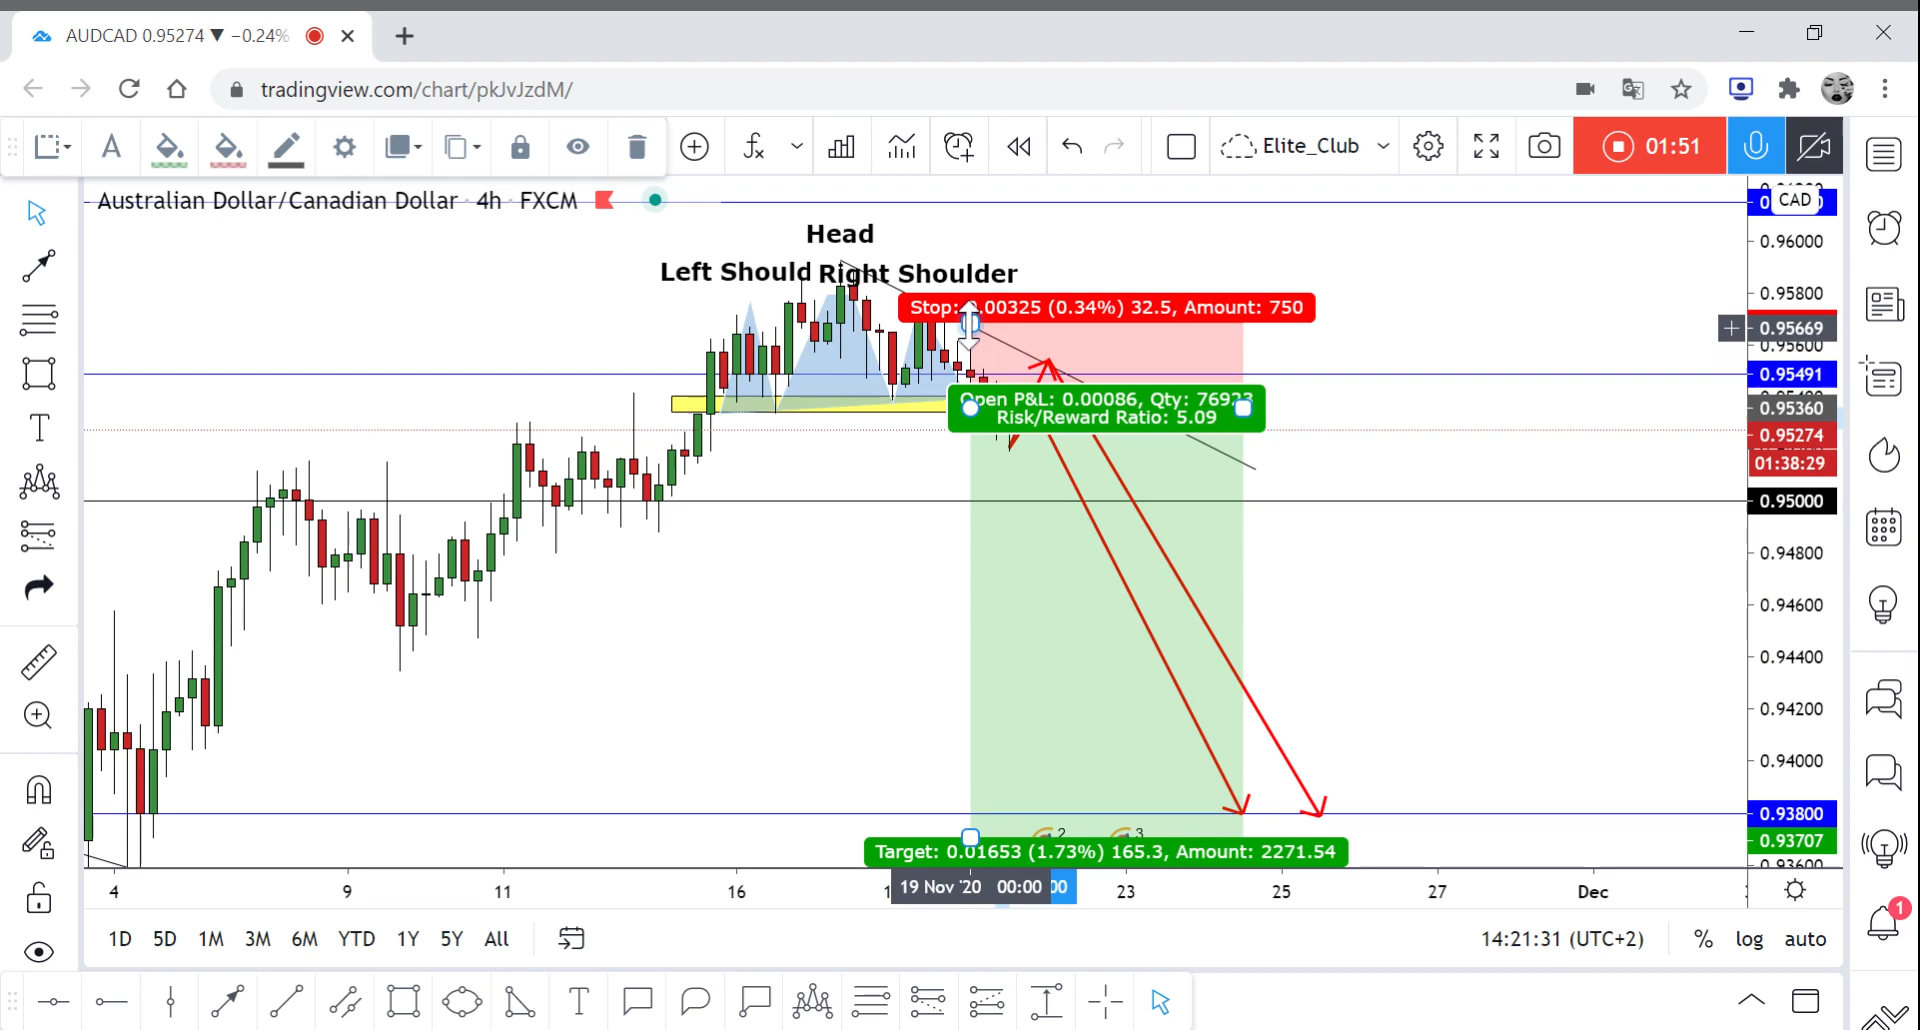 AUDCAD 0.95274 ▼ −0.24%
tradingview.com/chart/pkJvJzdM/
Elite_Club
01:51
Australian Dollar/Canadian Dollar · 4h · FXCM
CAD
Head
Left Should
Right Shoulder
Stop: 0.00325 (0.34%) 32.5, Amount: 750
Open P&L: 0.00086, Qty: 76923
Risk/Reward Ratio: 5.09
Target: 0.01653 (1.73%) 165.3, Amount: 2271.54
2
3
0.96000
0.95800
0.95669
0.95600
0.95491
0.95360
0.95274
01:38:29
0.95000
0.94800
0.94600
0.94400
0.94200
0.94000
0.93800
0.93707
0.93600
4
9
11
16
19 Nov '20 00:00
00
23
25
27
Dec
1D 5D 1M 3M 6M YTD 1Y 5Y All
14:21:31 (UTC+2)
% log auto
1